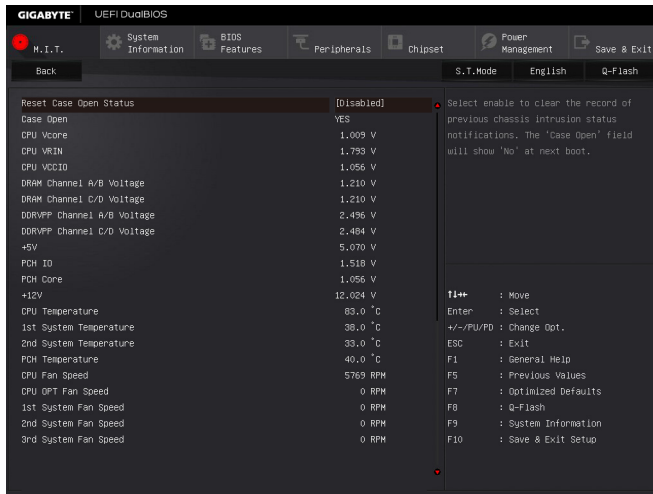 GIGABYTE™ UEFI DualBIOS
M.I.T. System Information BIOS Features Peripherals Chipset Power Management Save & Exit
Back S.T.Mode English Q-Flash
Reset Case Open Status [Disabled]
Case Open YES
CPU Vcore 1.009 V
CPU VRIN 1.793 V
CPU VCCIO 1.056 V
DRAM Channel A/B Voltage 1.210 V
DRAM Channel C/D Voltage 1.210 V
DDRVPP Channel A/B Voltage 2.496 V
DDRVPP Channel C/D Voltage 2.484 V
+5V 5.070 V
PCH IO 1.518 V
PCH Core 1.056 V
+12V 12.024 V
CPU Temperature 83.0 °C
1st System Temperature 38.0 °C
2nd System Temperature 33.0 °C
PCH Temperature 40.0 °C
CPU Fan Speed 5769 RPM
CPU OPT Fan Speed 0 RPM
1st System Fan Speed 0 RPM
2nd System Fan Speed 0 RPM
3rd System Fan Speed 0 RPM
Select enable to clear the record of
previous chassis intrusion status
notifications. The 'Case Open' field
will show 'No' at next boot.
↑↓→← : Move
Enter : Select
+/-/PU/PD : Change Opt.
ESC : Exit
F1 : General Help
F5 : Previous Values
F7 : Optimized Defaults
F8 : Q-Flash
F9 : System Information
F10 : Save & Exit Setup